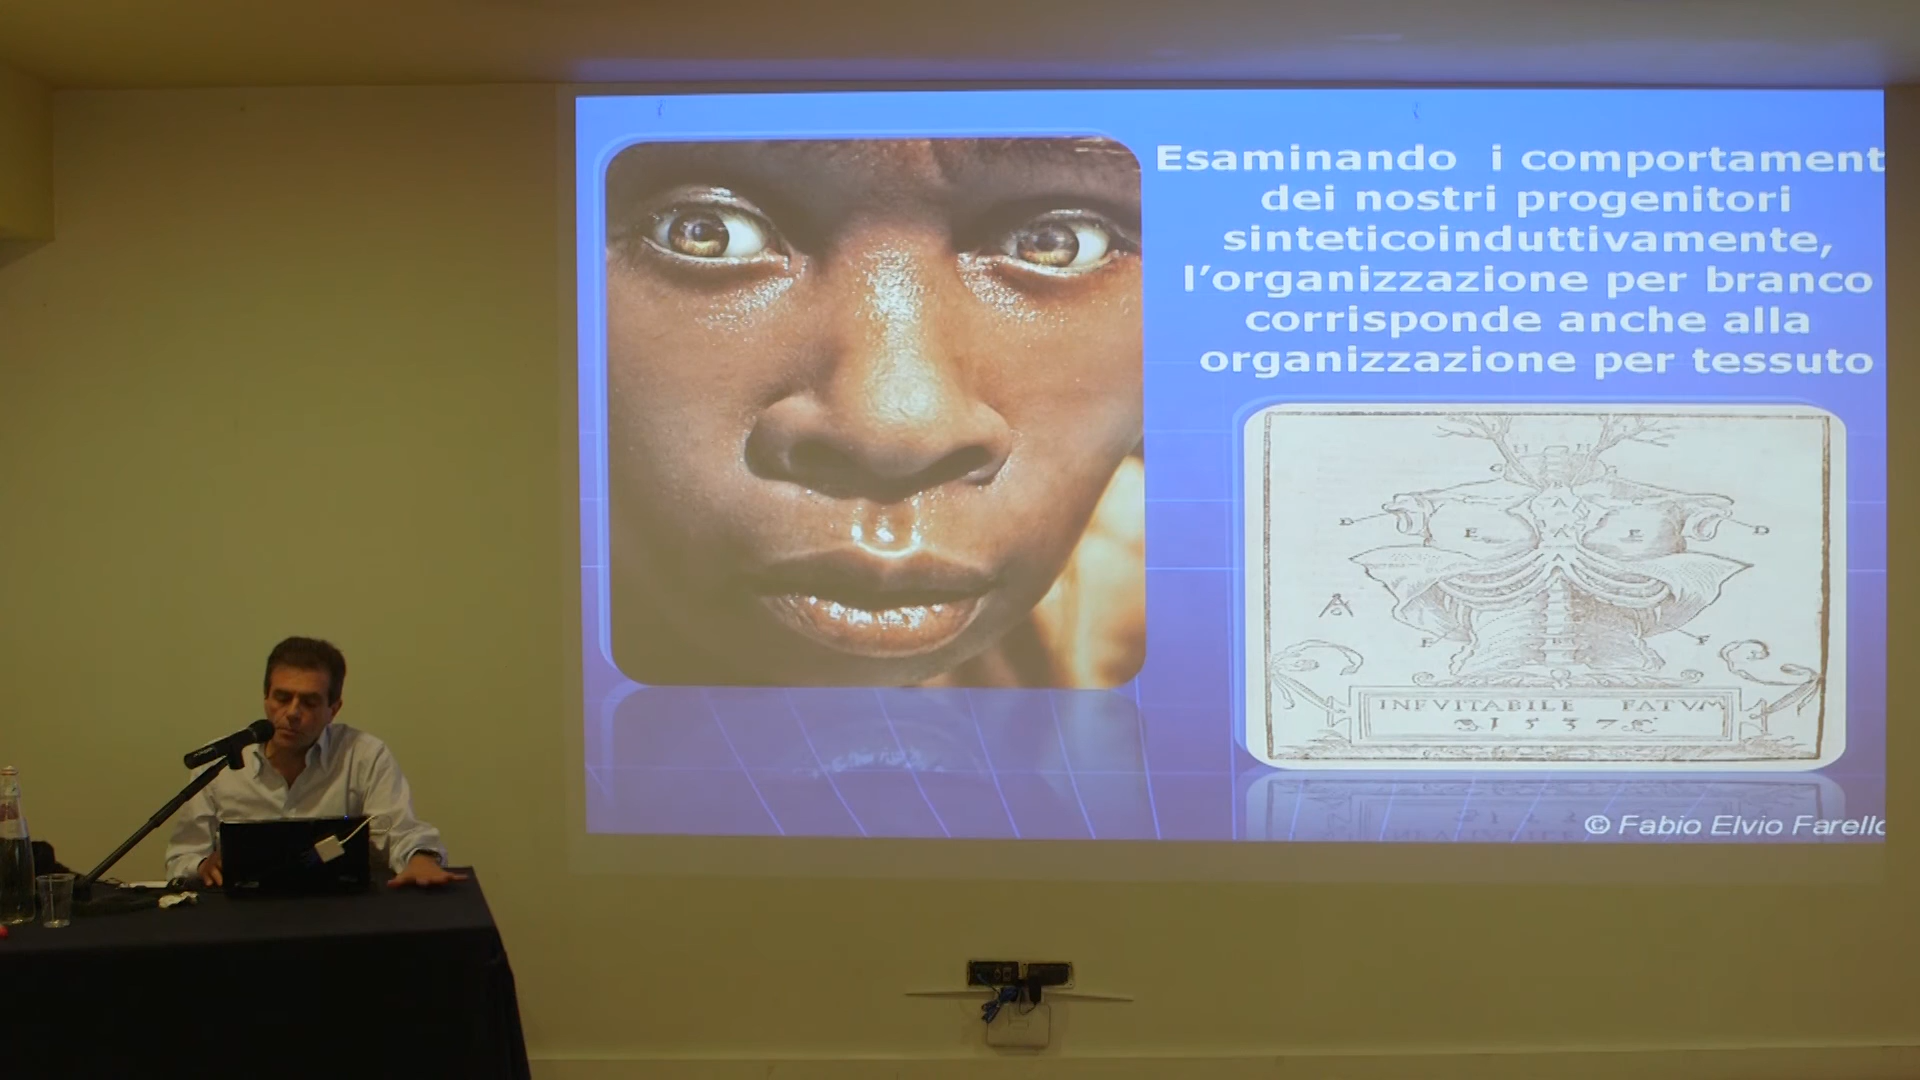 Esaminando i comportament
dei nostri progenitori
sinteticoinduttivamente,
l'organizzazione per branco
corrisponde anche alla
organizzazione per tessuto
H H
G
A
D E A E D
A
A
G
F B F
INEVITABILE FATVM
1537
© Fabio Elvio Farello